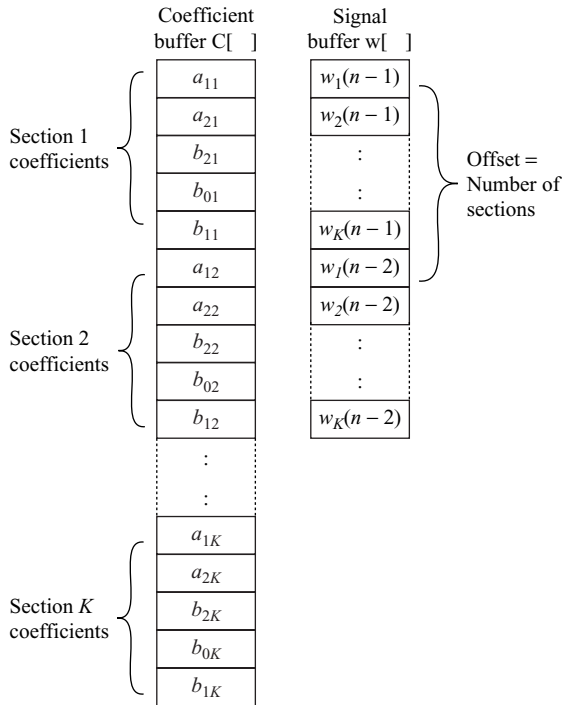 Coefficient
buffer C[ ]
Signal
buffer w[ ]
Section 1
coefficients
a₁₁
a₂₁
b₂₁
b₀₁
b₁₁
Section 2
coefficients
a₁₂
a₂₂
b₂₂
b₀₂
b₁₂
:
:
Section K
coefficients
a₁K
a₂K
b₂K
b₀K
b₁K
w₁(n − 1)
w₂(n − 1)
:
:
wK(n − 1)
w₁(n − 2)
w₂(n − 2)
:
:
wK(n − 2)
Offset =
Number of
sections